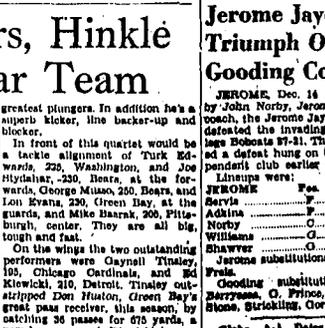 rs, Hinkle
ar Team
greatest plungers. In addition he's a
superb kicker, line backer-up and
blocker.
In front of this quartet would be
a tackle alignment of Turk Ed-
wards, 225, Washington, and Joe
Stydahar, 230, Bears, at the for-
wards, George Musso, 250, Bears, and
Lon Evans, 230, Green Bay, at the
guards, and Mike Basrak, 205, Pitts-
burgh, center. They are all big,
tough and fast.
On the wings the two outstanding
performers were Gaynell Tinsley,
195, Chicago Cardinals, and Ed
Klewicki, 210, Detroit. Tinsley out-
stripped Don Hutson, Green Bay's
great pass receiver, this season, by
catching 36 passes for 675 yards, a
Jerome Jay
Triumph O
Gooding Co
JEROME, Dec. 14
by John Norby, Jerom
coach, the Jerome Jay
defeated the invading
lege Bobcats 37-21. Th
ed a defeat hung on
pendent club earlier
Lineups were:
JEROME Pos.
Servis F
Adkins F
Norby
Williams G
Shawver G
Jerome substitution
Freis.
Gooding substituti
G. Prince,
Stone, Strickling, Gor